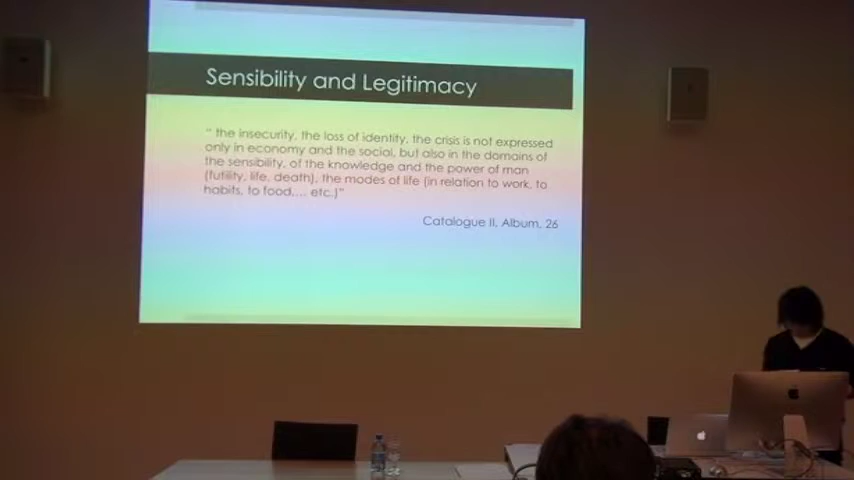 Sensibility and Legitimacy
“ the insecurity, the loss of identity, the crisis is not expressed
only in economy and the social, but also in the domains of
the sensibility, of the knowledge and the power of man
(futility, life, death), the modes of life (in relation to work, to
habits, to food,... etc.)”
Catalogue II, Album, 26